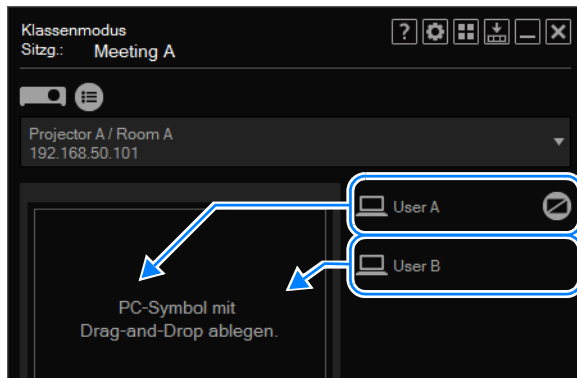 Klassenmodus
Sitzg.: Meeting A
?
Projector A / Room A
192.168.50.101
User A
User B
PC-Symbol mit
Drag-and-Drop ablegen.